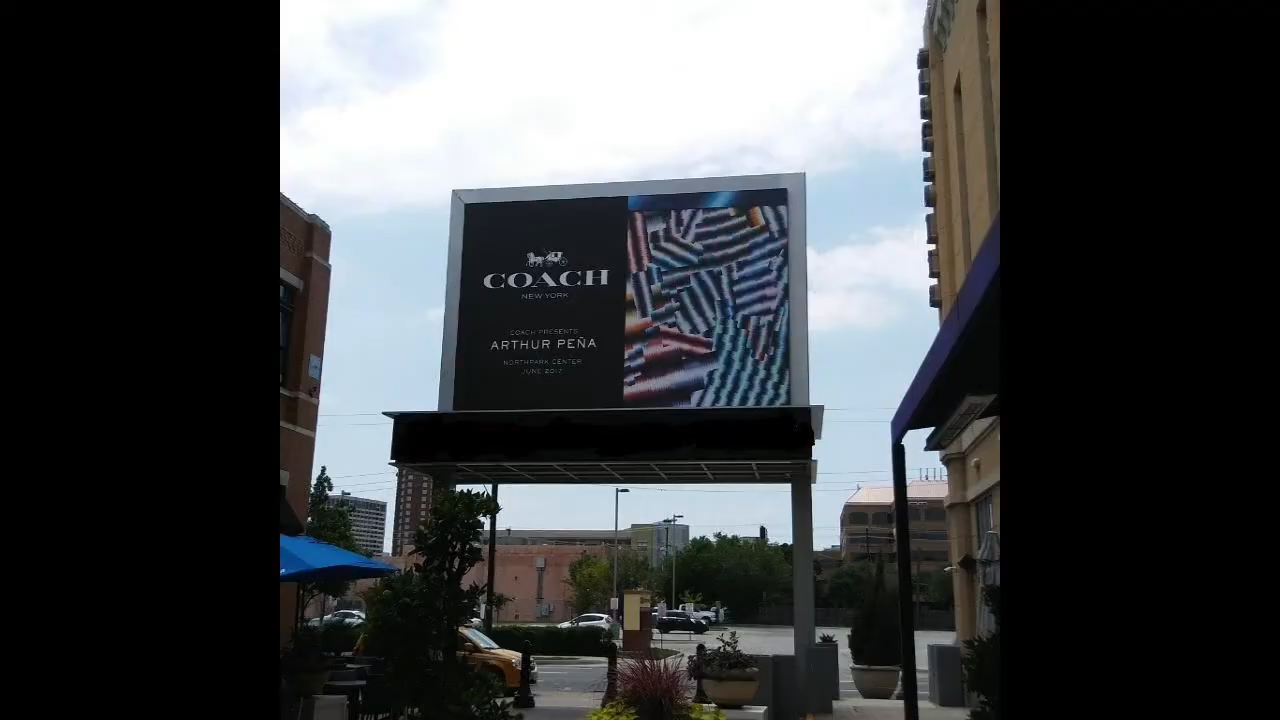 COACH
NEW YORK
COACH PRESENTS
ARTHUR PEÑA
NORTHPARK CENTER
JUNE 2017